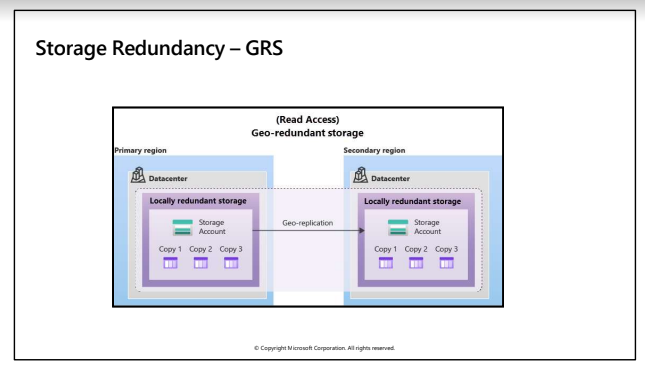 Storage Redundancy – GRS
(Read Access)
Geo-redundant storage
Primary region
Secondary region
Datacenter
Datacenter
Locally redundant storage
Locally redundant storage
Storage
Account
Geo-replication
Storage
Account
Copy 1 Copy 2 Copy 3
Copy 1 Copy 2 Copy 3
© Copyright Microsoft Corporation. All rights reserved.